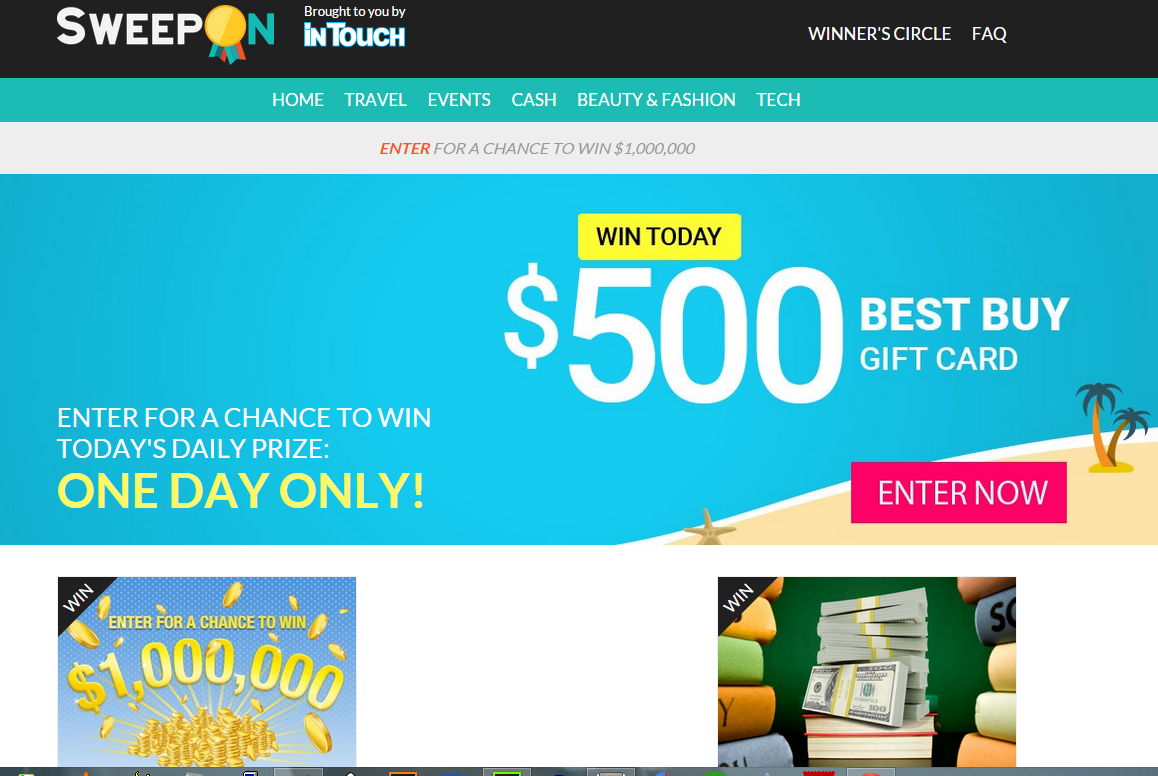 SWEEPON
Brought to you by
inTOUCH
WINNER'S CIRCLE FAQ
HOME TRAVEL EVENTS CASH BEAUTY & FASHION TECH
ENTER FOR A CHANCE TO WIN $1,000,000
WIN TODAY
$500 BEST BUY
GIFT CARD
ENTER FOR A CHANCE TO WIN
TODAY'S DAILY PRIZE:
ONE DAY ONLY!
ENTER NOW
WIN
ENTER FOR A CHANCE TO WIN
$1,000,000
WIN
100